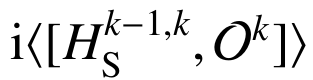 i⟨[H_S^{k−1,k}, 𝒪^k]⟩